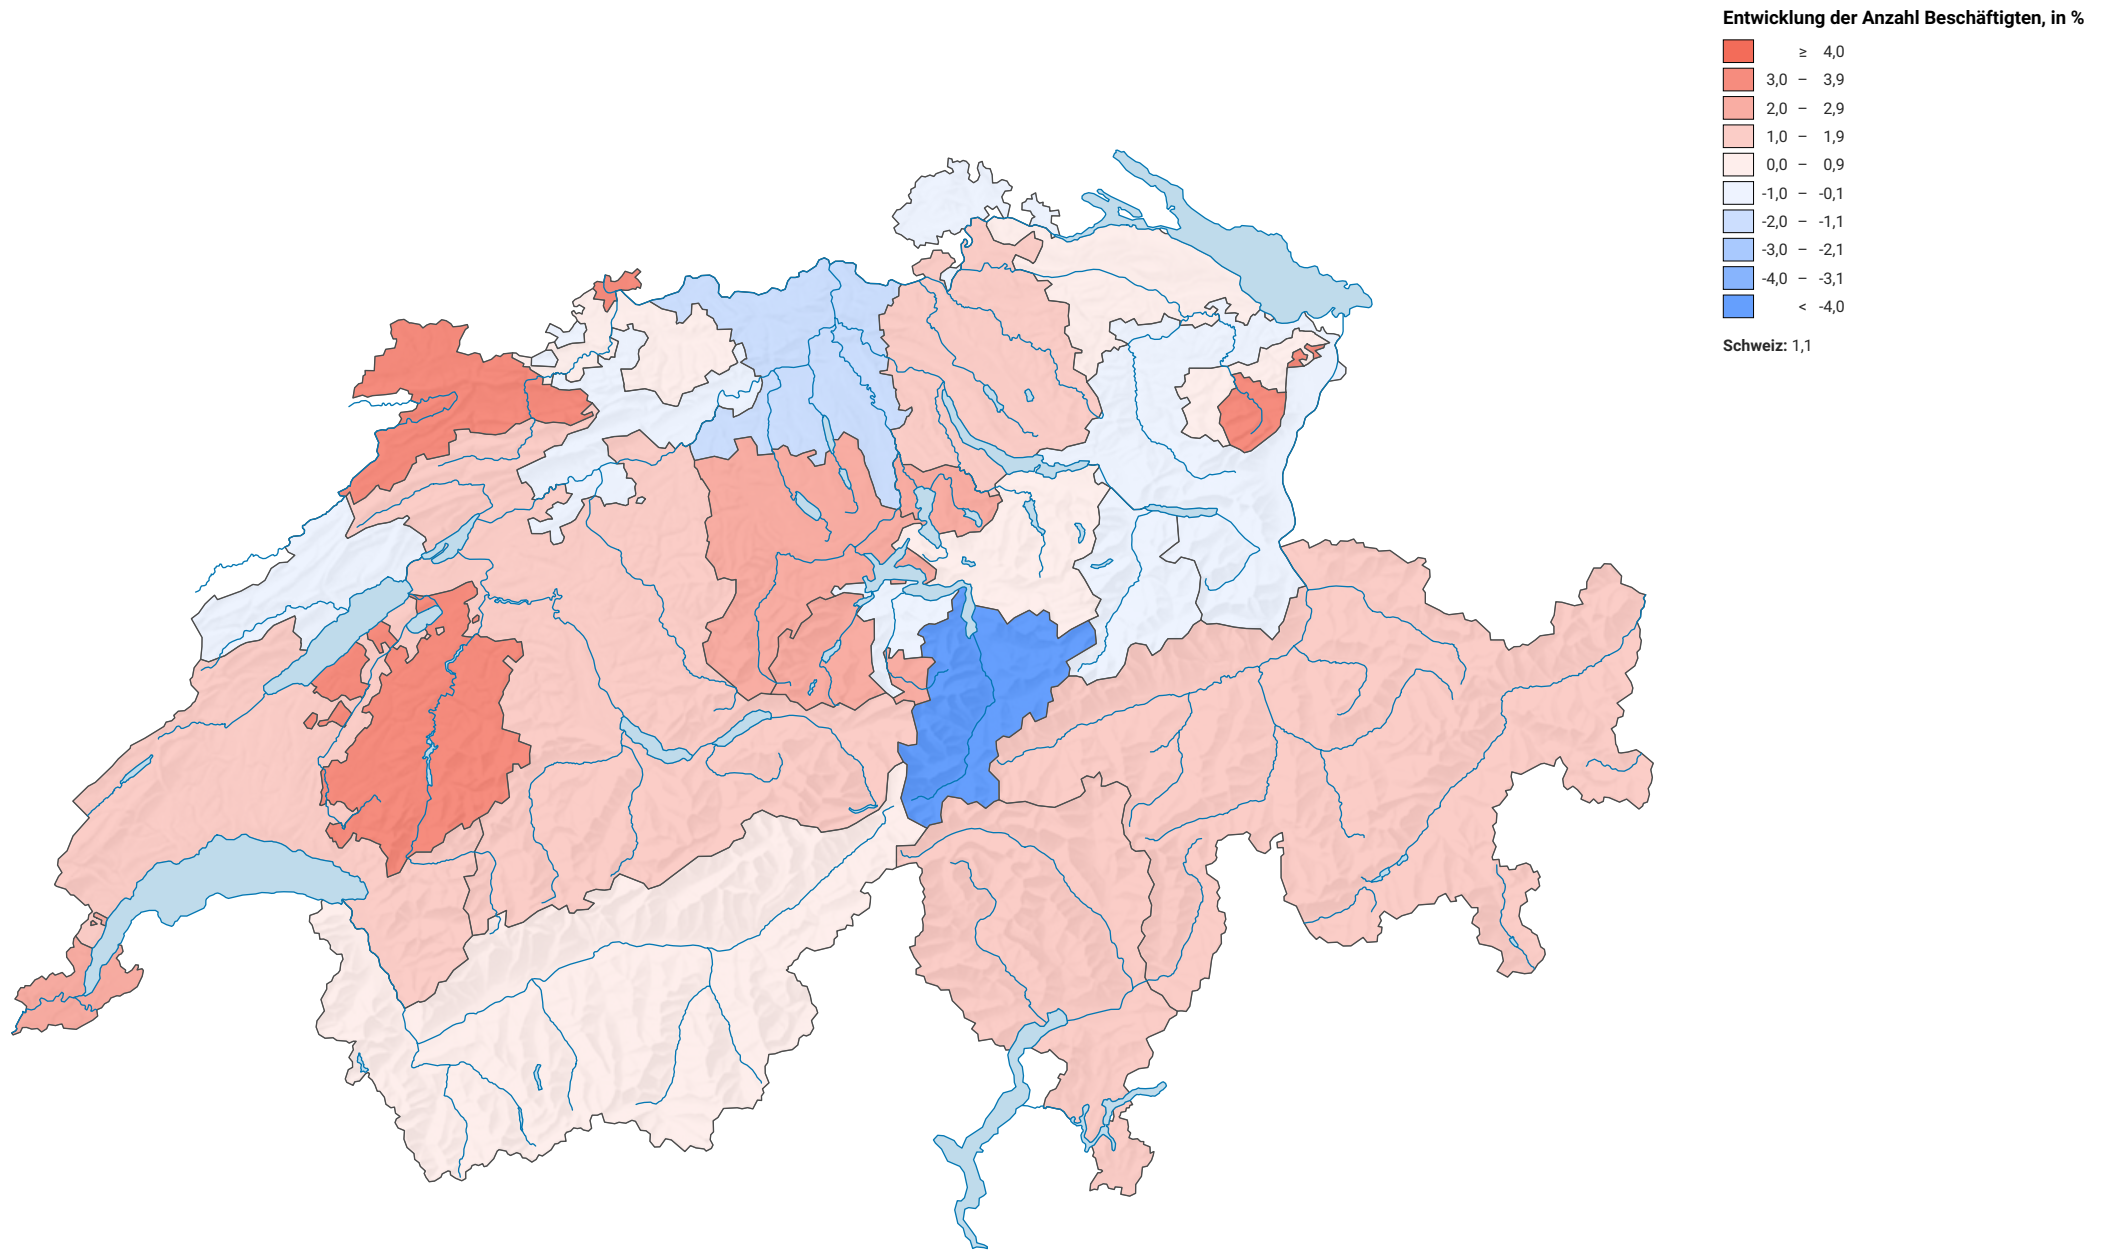 Entwicklung der Anzahl Beschäftigten, in %
≥ 4,0
3,0 – 3,9
2,0 – 2,9
1,0 – 1,9
0,0 – 0,9
-1,0 – -0,1
-2,0 – -1,1
-3,0 – -2,1
-4,0 – -3,1
< -4,0
Schweiz: 1,1